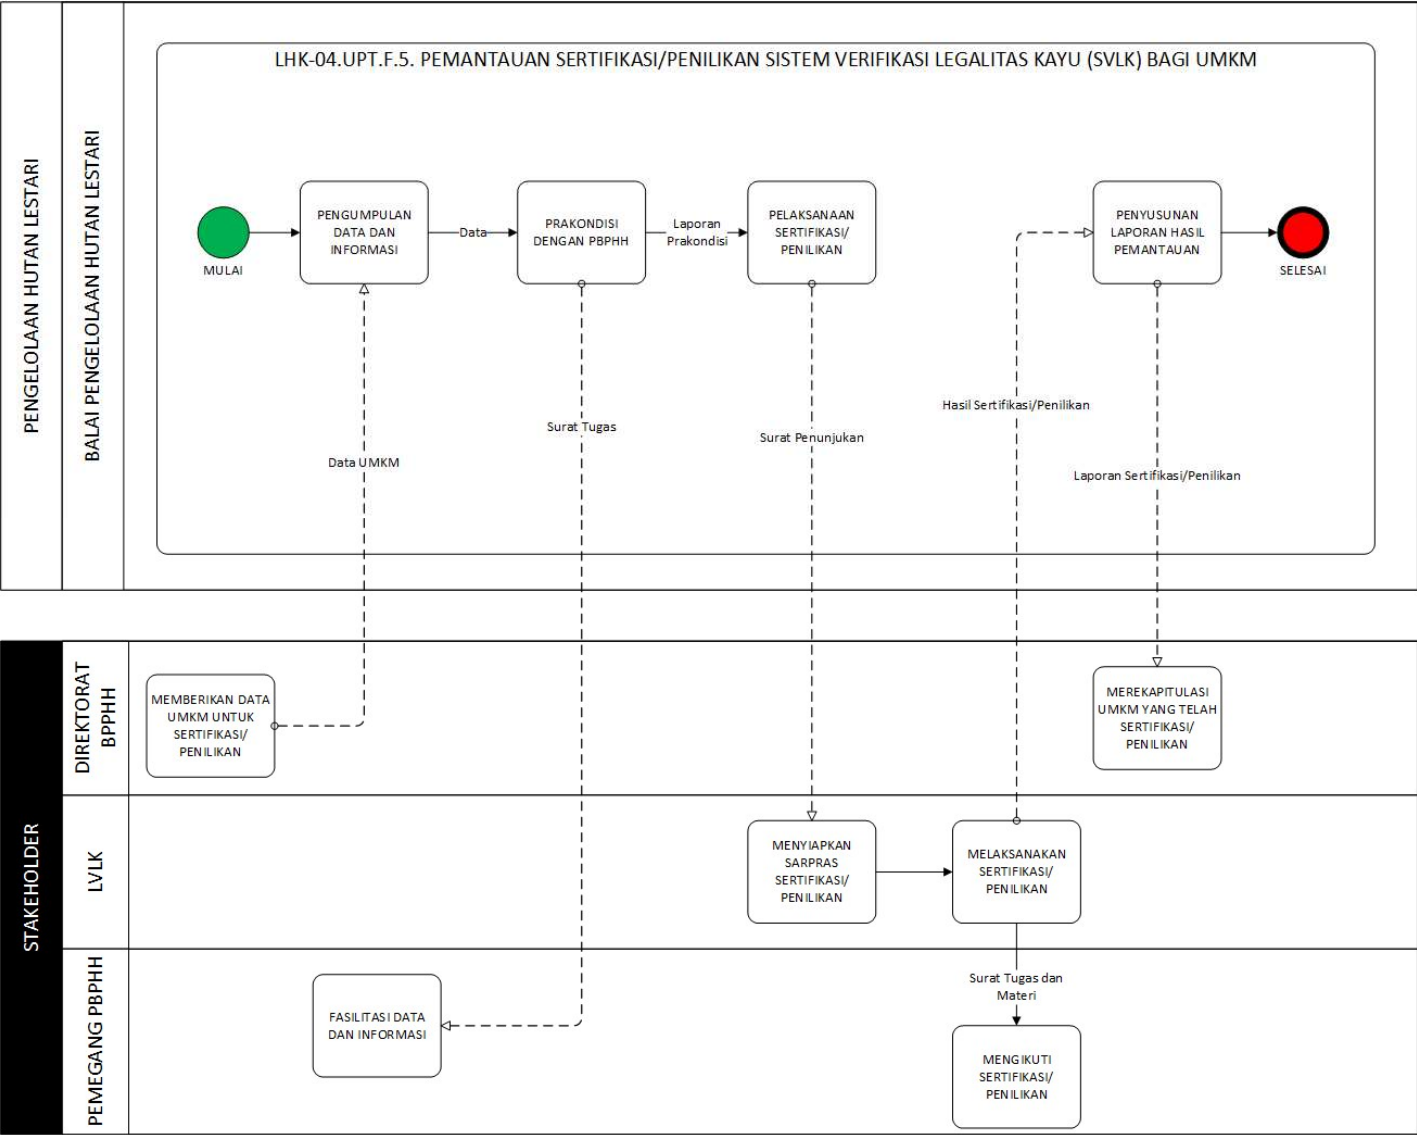 PENGELOLAAN HUTAN LESTARI
BALAI PENGELOLAAN HUTAN LESTARI
LHK-04.UPT.F.5. PEMANTAUAN SERTIFIKASI/PENILIKAN SISTEM VERIFIKASI LEGALITAS KAYU (SVLK) BAGI UMKM
MULAI
PENGUMPULAN
DATA DAN
INFORMASI
Data
PRAKONDISI
DENGAN PBPHH
Laporan
Prakondisi
PELAKSANAAN
SERTIFIKASI/
PENILIKAN
PENYUSUNAN
LAPORAN HASIL
PEMANTAUAN
SELESAI
Data UMKM
Surat Tugas
Surat Penunjukan
Hasil Sertifikasi/Penilikan
Laporan Sertifikasi/Penilikan
STAKEHOLDER
DIREKTORAT
BPPHH
MEMBERIKAN DATA
UMKM UNTUK
SERTIFIKASI/
PENILIKAN
MEREKAPITULASI
UMKM YANG TELAH
SERTIFIKASI/
PENILIKAN
LVLK
MENYIAPKAN
SARPRAS
SERTIFIKASI/
PENILIKAN
MELAKSANAKAN
SERTIFIKASI/
PENILIKAN
PEMEGANG PBPHH
FASILITASI DATA
DAN INFORMASI
Surat Tugas dan
Materi
MENGIKUTI
SERTIFIKASI/
PENILIKAN